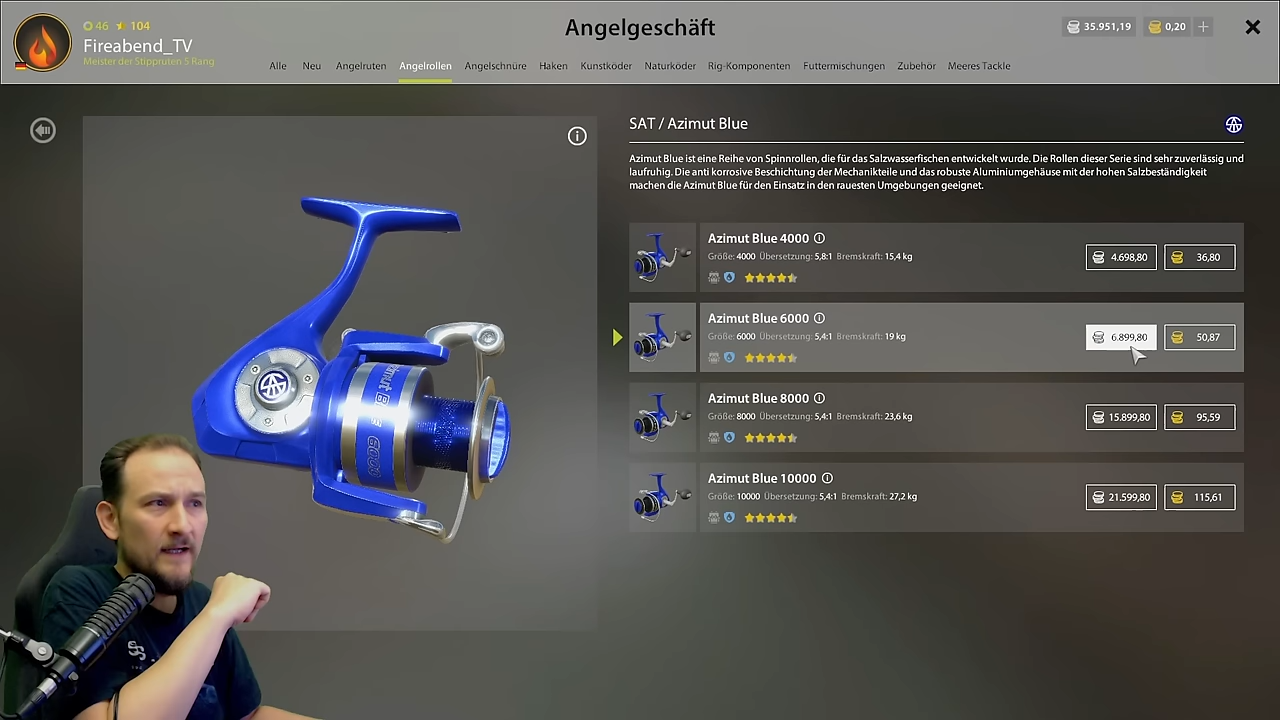 46 104
Fireabend_TV
Meister der Stippruten 5 Rang
Angelgeschäft
35.951,19
0,20
Alle Neu Angelruten Angelrollen Angelschnüre Haken Kunstköder Naturköder Rig-Komponenten Futtermischungen Zubehör Meeres Tackle
SAT / Azimut Blue
Azimut Blue ist eine Reihe von Spinnrollen, die für das Salzwasserfischen entwickelt wurde. Die Rollen dieser Serie sind sehr zuverlässig und
laufruhig. Die anti korrosive Beschichtung der Mechanikteile und das robuste Aluminiumgehäuse mit der hohen Salzbeständigkeit
machen die Azimut Blue für den Einsatz in den rauesten Umgebungen geeignet.
Azimut Blue 4000
Größe: 4000 Übersetzung: 5,8:1 Bremskraft: 15,4 kg
4.698,80
36,80
Azimut Blue 6000
Größe: 6000 Übersetzung: 5,4:1 Bremskraft: 19 kg
6.899,80
50,87
Azimut Blue 8000
Größe: 8000 Übersetzung: 5,4:1 Bremskraft: 23,6 kg
15.899,80
95,59
Azimut Blue 10000
Größe: 10000 Übersetzung: 5,4:1 Bremskraft: 27,2 kg
21.599,80
115,61